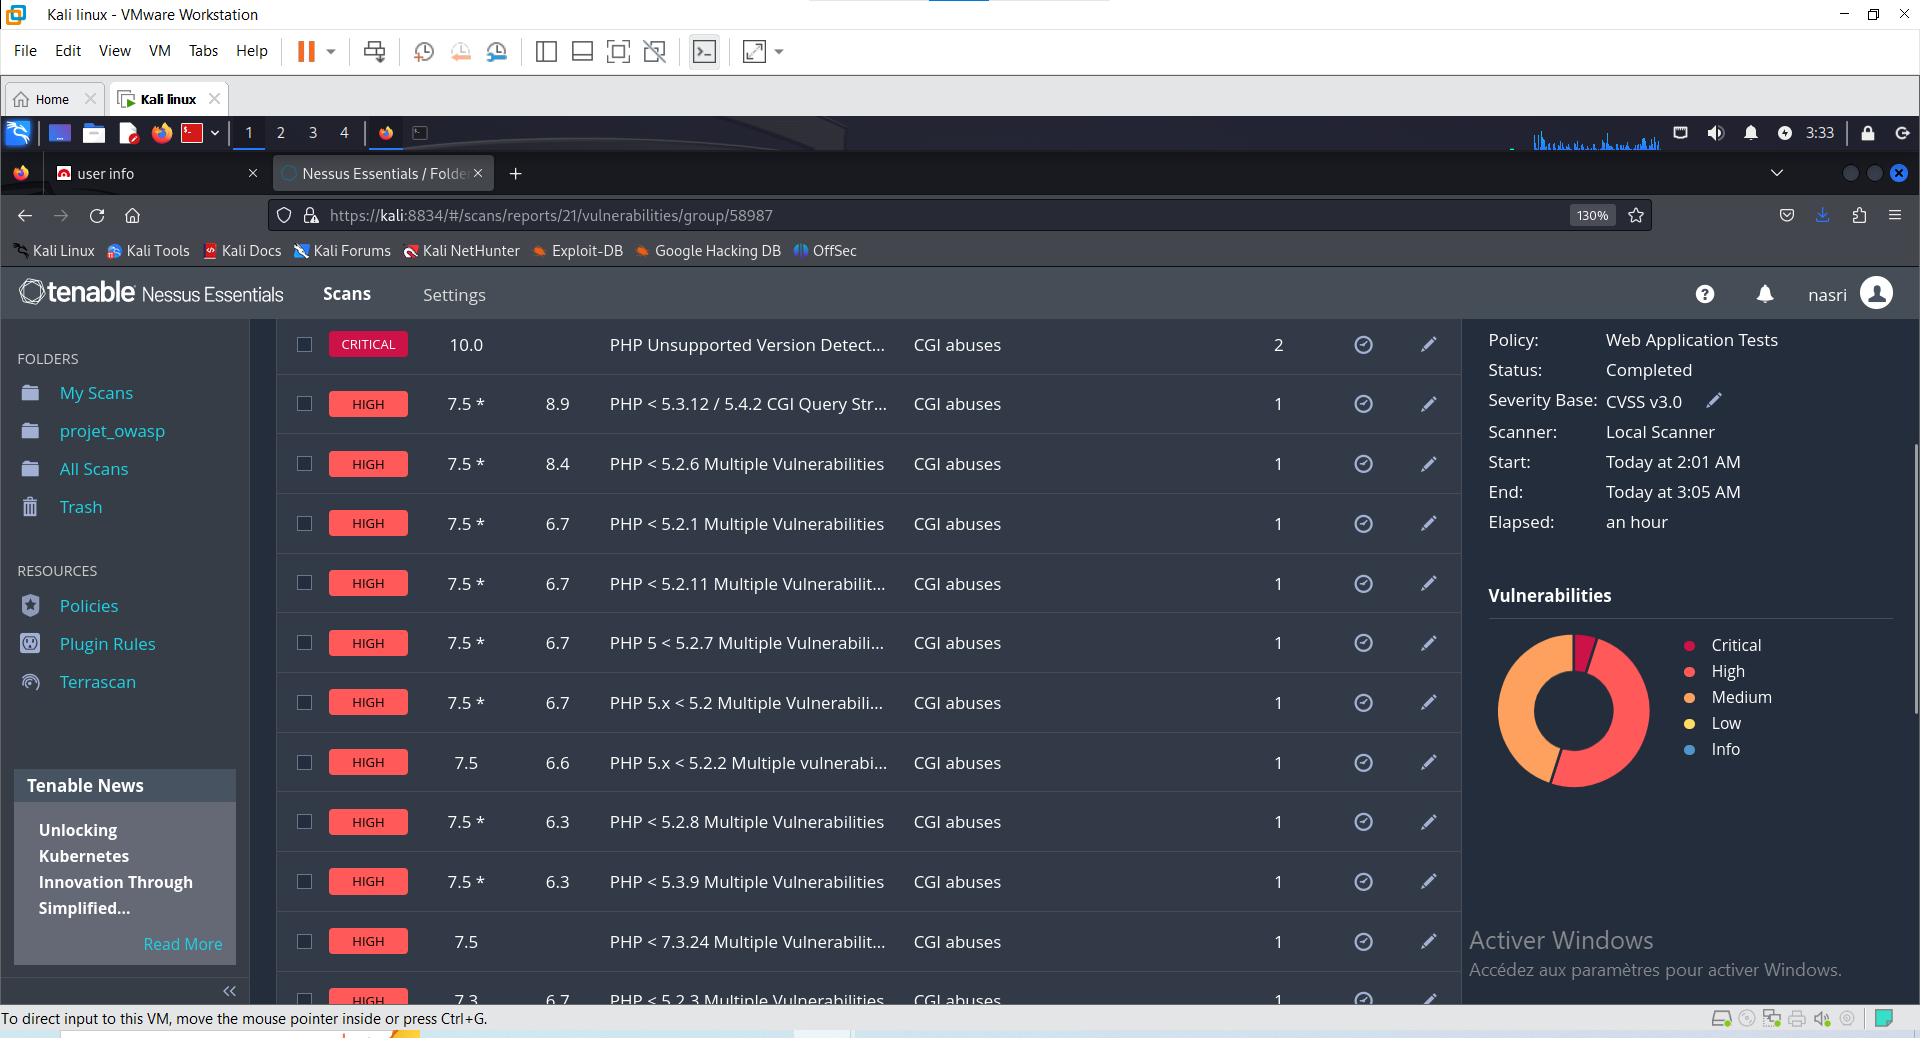 Kali linux - VMware Workstation
File Edit View VM Tabs Help
Home Kali linux
1 2 3 4 3:33
user info Nessus Essentials / Folde
https://kali:8834/#/scans/reports/21/vulnerabilities/group/58987 130%
Kali Linux Kali Tools Kali Docs Kali Forums Kali NetHunter Exploit-DB Google Hacking DB OffSec
tenable Nessus Essentials Scans Settings nasri
FOLDERS
My Scans
projet_owasp
All Scans
Trash
RESOURCES
Policies
Plugin Rules
Terrascan
Tenable News
Unlocking
Kubernetes
Innovation Through
Simplified...
Read More
CRITICAL 10.0 PHP Unsupported Version Detect... CGI abuses 2
HIGH 7.5 * 8.9 PHP < 5.3.12 / 5.4.2 CGI Query Str... CGI abuses 1
HIGH 7.5 * 8.4 PHP < 5.2.6 Multiple Vulnerabilities CGI abuses 1
HIGH 7.5 * 6.7 PHP < 5.2.1 Multiple Vulnerabilities CGI abuses 1
HIGH 7.5 * 6.7 PHP < 5.2.11 Multiple Vulnerabilit... CGI abuses 1
HIGH 7.5 * 6.7 PHP 5 < 5.2.7 Multiple Vulnerabili... CGI abuses 1
HIGH 7.5 * 6.7 PHP 5.x < 5.2 Multiple Vulnerabili... CGI abuses 1
HIGH 7.5 6.6 PHP 5.x < 5.2.2 Multiple vulnerabi... CGI abuses 1
HIGH 7.5 * 6.3 PHP < 5.2.8 Multiple Vulnerabilities CGI abuses 1
HIGH 7.5 * 6.3 PHP < 5.3.9 Multiple Vulnerabilities CGI abuses 1
HIGH 7.5 PHP < 7.3.24 Multiple Vulnerabilit... CGI abuses 1
HIGH 7.3 6.7 PHP < 5.2.3 Multiple Vulnerabilities CGI abuses 1
Policy: Web Application Tests
Status: Completed
Severity Base: CVSS v3.0
Scanner: Local Scanner
Start: Today at 2:01 AM
End: Today at 3:05 AM
Elapsed: an hour
Vulnerabilities
Critical
High
Medium
Low
Info
Activer Windows
Accédez aux paramètres pour activer Windows.
To direct input to this VM, move the mouse pointer inside or press Ctrl+G.